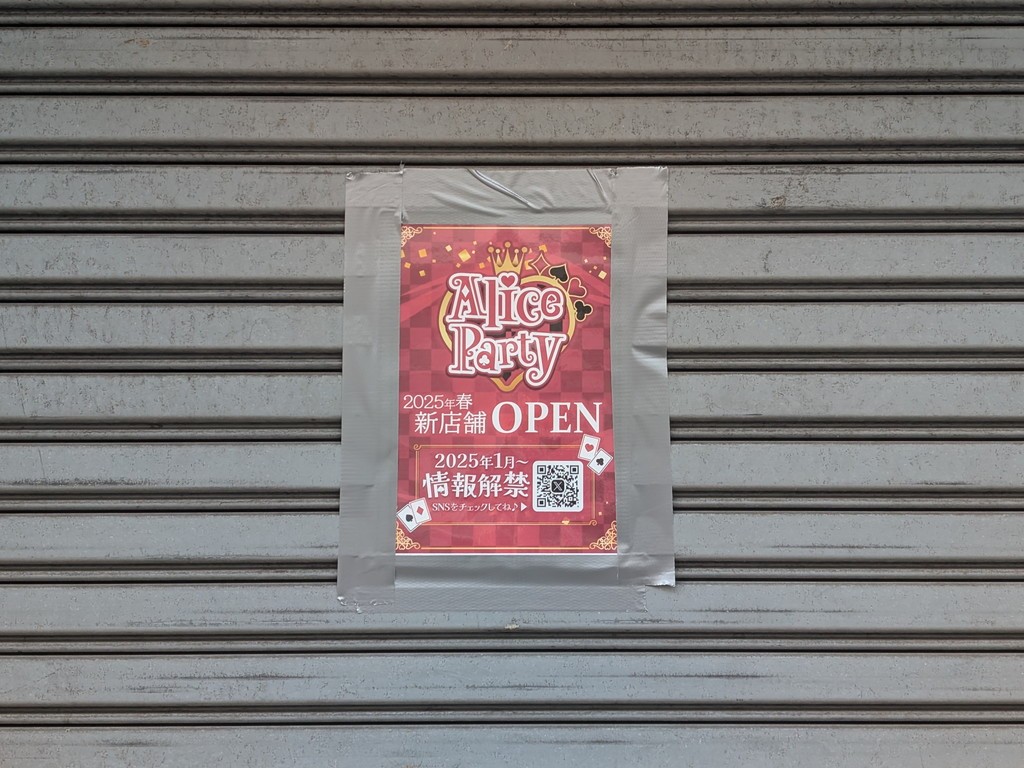 Alice
Party
2025年春
新店舗 OPEN
2025年1月～
情報解禁
SNSをチェックしてね♪▶